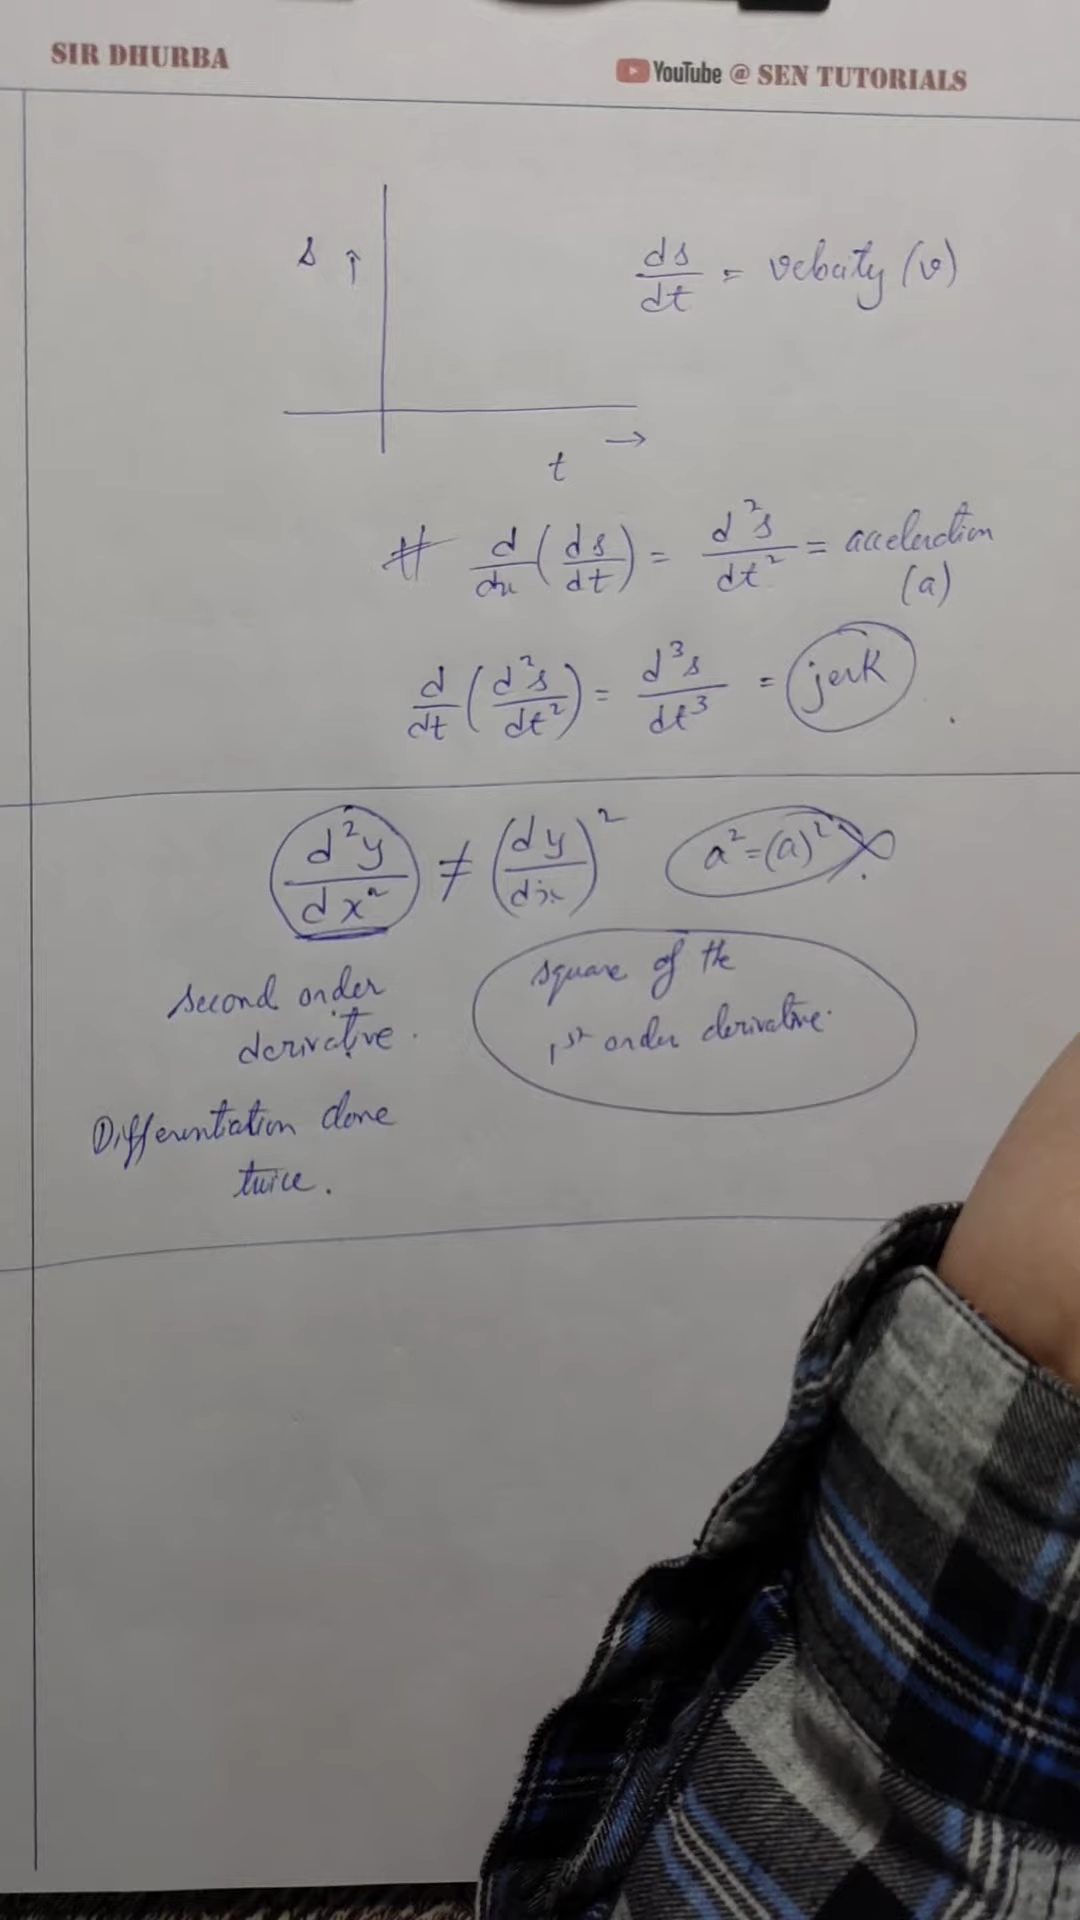 SIR DHURBA
YouTube @ SEN TUTORIALS
s ↑
ds/dt = velocity (v)
t →
# d/dx (ds/dt) = d²s/dt² = acceleration
(a)
d/dt (d²s/dt²) = d³s/dt³ = jerk
d²y/dx² ≠ (dy/dx)² a² = (a)²
second order
derivative.
square of the
1st order derivative.
Differentiation done
twice.